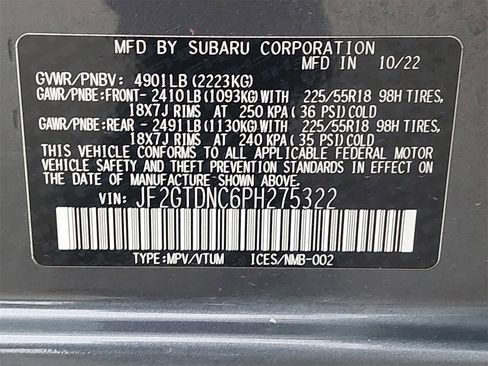 MFD BY SUBARU CORPORATION
MFD IN 10/22
GVWR/PNBV: 4901LB(2223KG)
GAWR/PNBE:FRONT-2410LB(1093KG)WITH 225/55R18 98H TIRES,
18X7J RIMS AT 250 KPA(36 PSI)COLD
GAWR/PNBE:REAR -2491LB(1130KG)WITH 225/55R18 98H TIRES,
18X7J RIMS AT 240 KPA(35 PSI)COLD
THIS VEHICLE CONFORMS TO ALL APPLICABLE FEDERAL MOTOR
VEHICLE SAFETY AND THEFT PREVENTION STANDARDS IN EFFECT
ON THE DATE OF MANUFACTURE SHOWN ABOVE.
VIN: JF2GTDNC6PH275322
TYPE:MPV/VTUM ICES/NMB-002